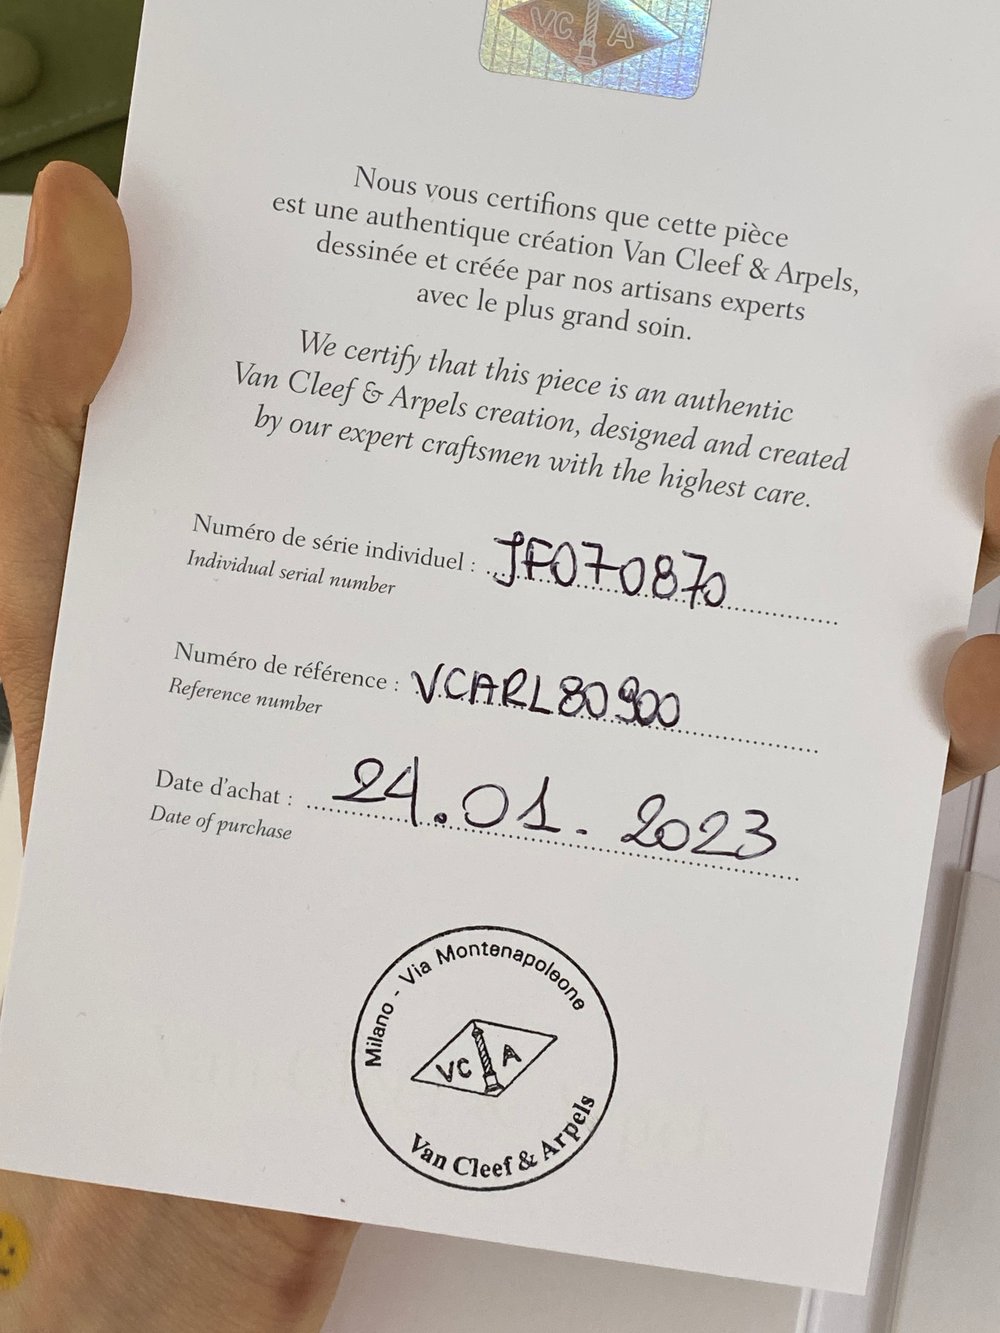 VC A
Nous vous certifions que cette pièce
est une authentique création Van Cleef & Arpels,
dessinée et créée par nos artisans experts
avec le plus grand soin.
We certify that this piece is an authentic
Van Cleef & Arpels creation, designed and created
by our expert craftsmen with the highest care.
Numéro de série individuel : JF070870
Individual serial number
Numéro de référence : VCARL80900
Reference number
Date d'achat : 24.01.2023
Date of purchase
Milano - Via Montenapoleone
VC A
Van Cleef & Arpels